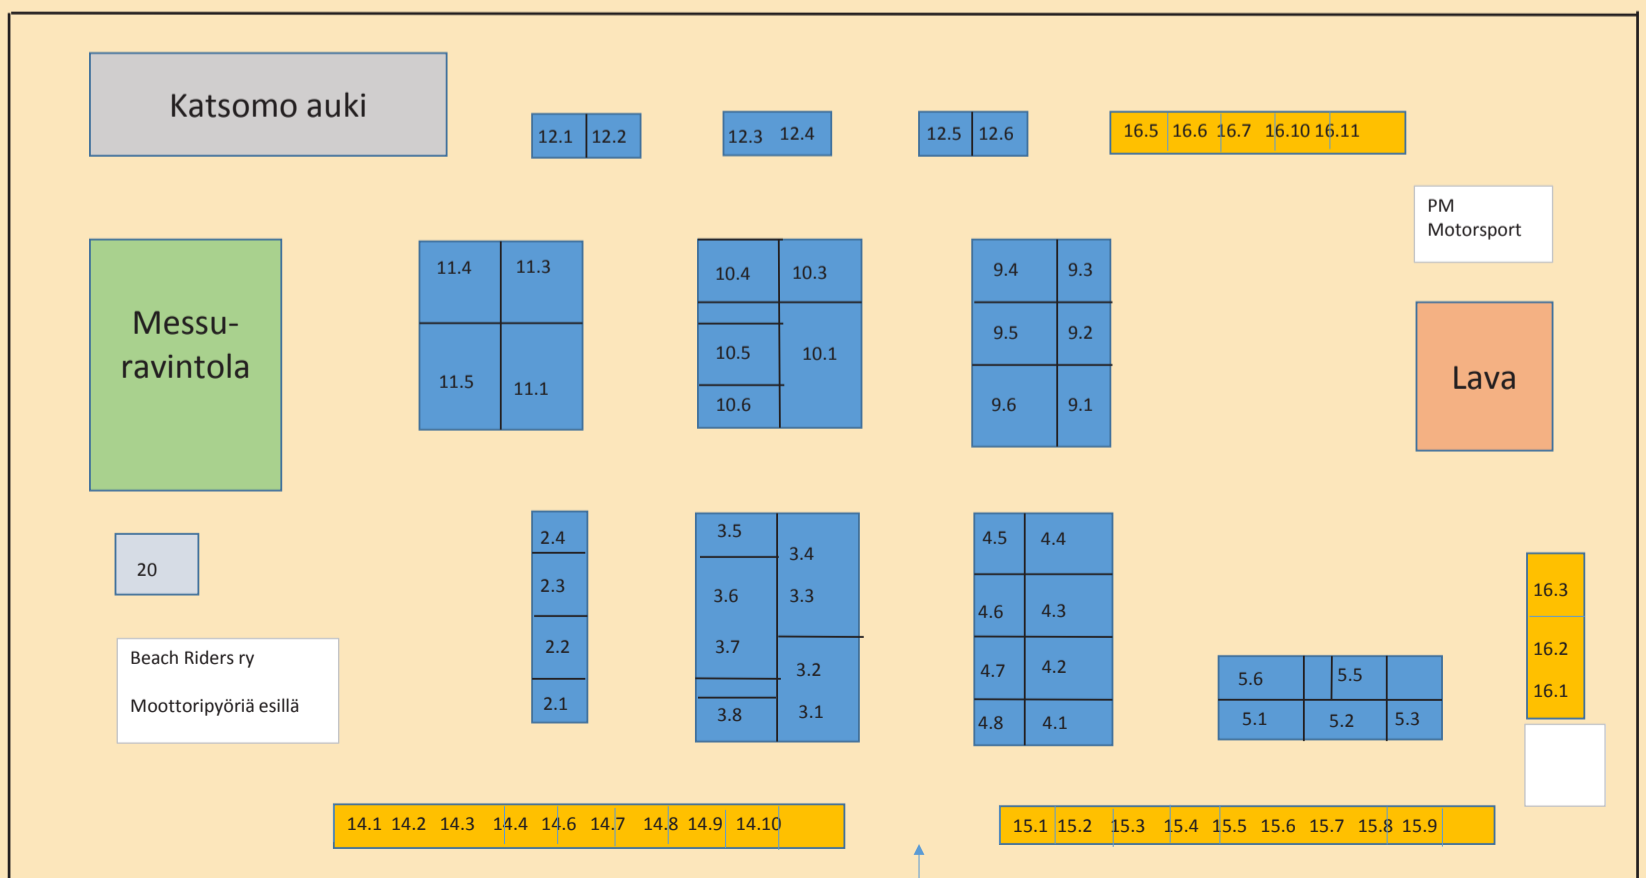 Katsomo auki
12.1 12.2
12.3 12.4
12.5 12.6
16.5 16.6 16.7 16.10 16.11
PM
Motorsport
Messu-
ravintola
11.4 11.3
11.5 11.1
10.4 10.3
10.5 10.1
10.6
9.4 9.3
9.5 9.2
9.6 9.1
Lava
20
Beach Riders ry
Moottoripyöriä esillä
2.4
2.3
2.2
2.1
3.5
3.4
3.6 3.3
3.7
3.2
3.8 3.1
4.5 4.4
4.6 4.3
4.7 4.2
4.8 4.1
5.6 5.5
5.1 5.2 5.3
16.3
16.2
16.1
14.1 14.2 14.3 14.4 14.6 14.7 14.8 14.9 14.10
15.1 15.2 15.3 15.4 15.5 15.6 15.7 15.8 15.9